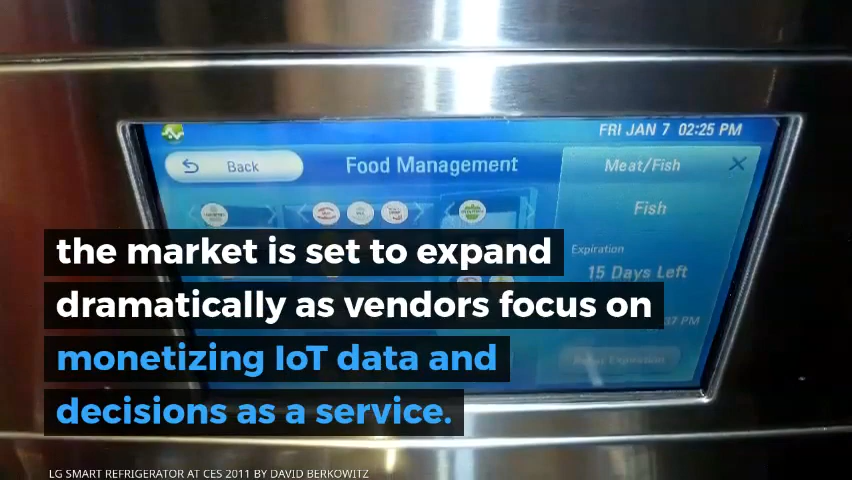 FRI JAN 7 02:25 PM
Back
Food Management
Meat/Fish
Fish
Expiration
15 Days Left
the market is set to expand
dramatically as vendors focus on
monetizing IoT data and
decisions as a service.
37 PM
LG SMART REFRIGERATOR AT CES 2011 BY DAVID BERKOWITZ